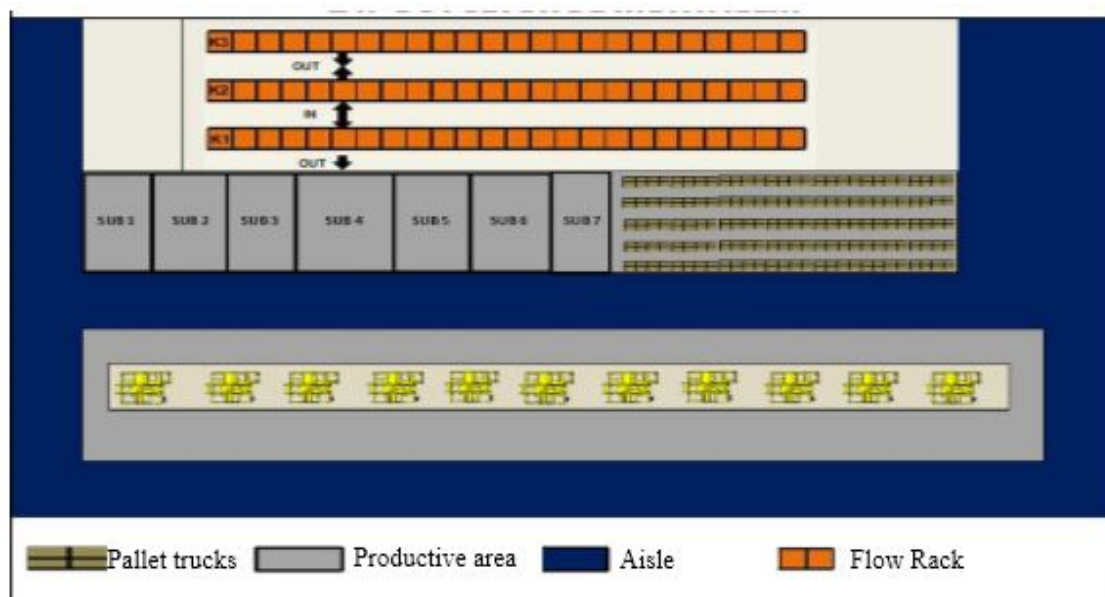 K3
OUT
K2
IN
K1
OUT
SUB 1 SUB 2 SUB 3 SUB 4 SUB 5 SUB 6 SUB 7
Pallet trucks Productive area Aisle Flow Rack